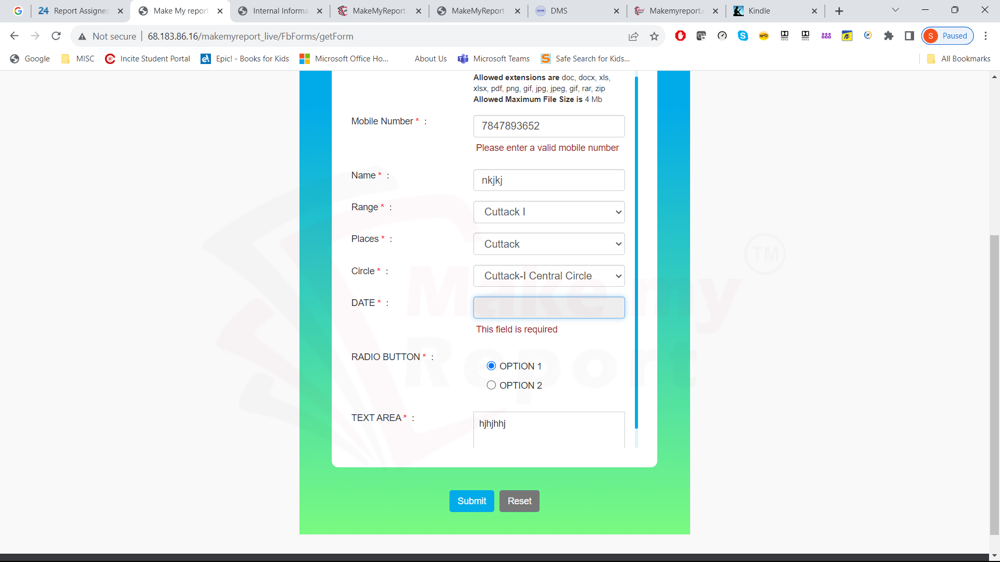 24 Report Assigned
Make My report
Internal Informa
MakeMyReport
MakeMyReport
DMS
Makemyreport.c
Kindle
Not secure 68.183.86.16/makemyreport_live/FbForms/getForm
S Paused
Google MISC Incite Student Portal Epic! - Books for Kids Microsoft Office Ho... About Us Microsoft Teams Safe Search for Kids... All Bookmarks
Allowed extensions are doc, docx, xls,
xlsx, pdf, png, gif, jpg, jpeg, gif, rar, zip
Allowed Maximum File Size is 4 Mb
Mobile Number * : 7847893652
Please enter a valid mobile number
Name * : nkjkj
Range * : Cuttack I
Places * : Cuttack
Circle * : Cuttack-I Central Circle
DATE * :
This field is required
RADIO BUTTON * :
OPTION 1
OPTION 2
TEXT AREA * : hjhjhhj
Make my
Report
TM
Submit Reset